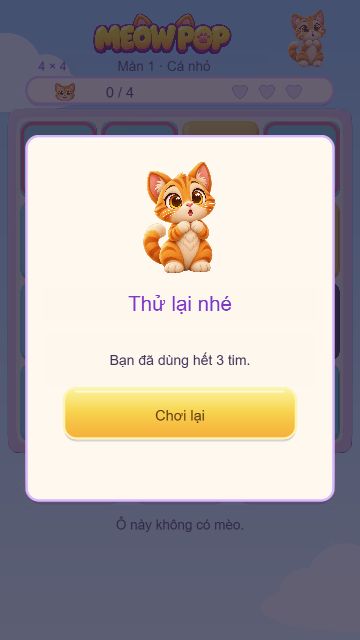 MEOW POP
4 × 4
Màn 1 · Cá nhỏ
0 / 4
Thử lại nhé
Bạn đã dùng hết 3 tim.
Chơi lại
Ô này không có mèo.